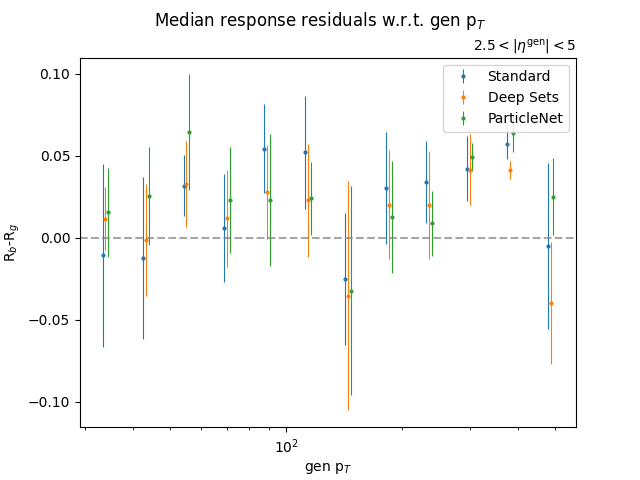 Median response residuals w.r.t. gen p_T
2.5 < |η^gen| < 5
Standard
Deep Sets
ParticleNet
0.10
0.05
0.00
−0.05
−0.10
R_b-R_g
10^2
gen p_T